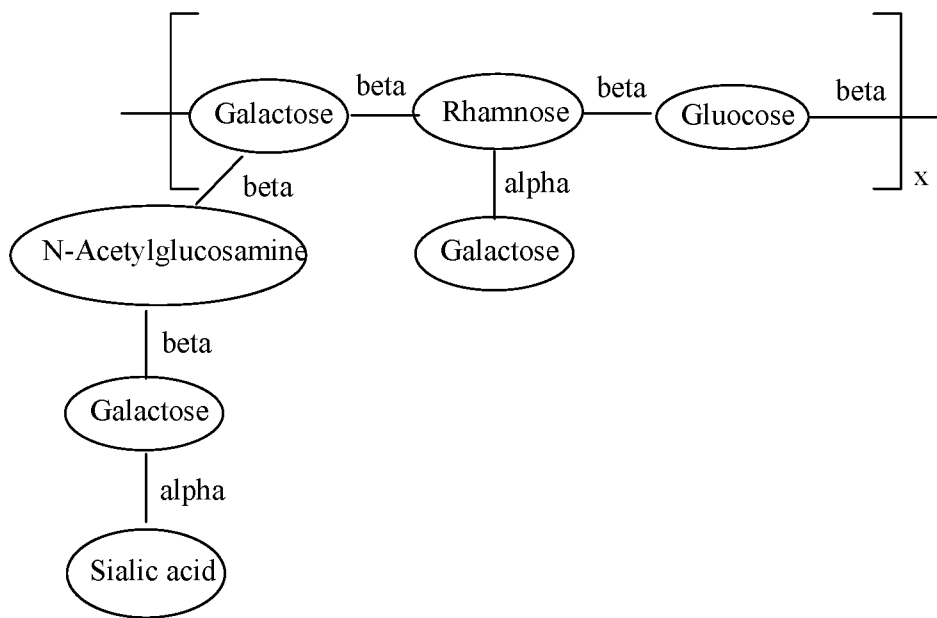 beta beta beta
Galactose Rhamnose Gluocose
x
beta alpha
N-Acetylglucosamine Galactose
beta
Galactose
alpha
Sialic acid